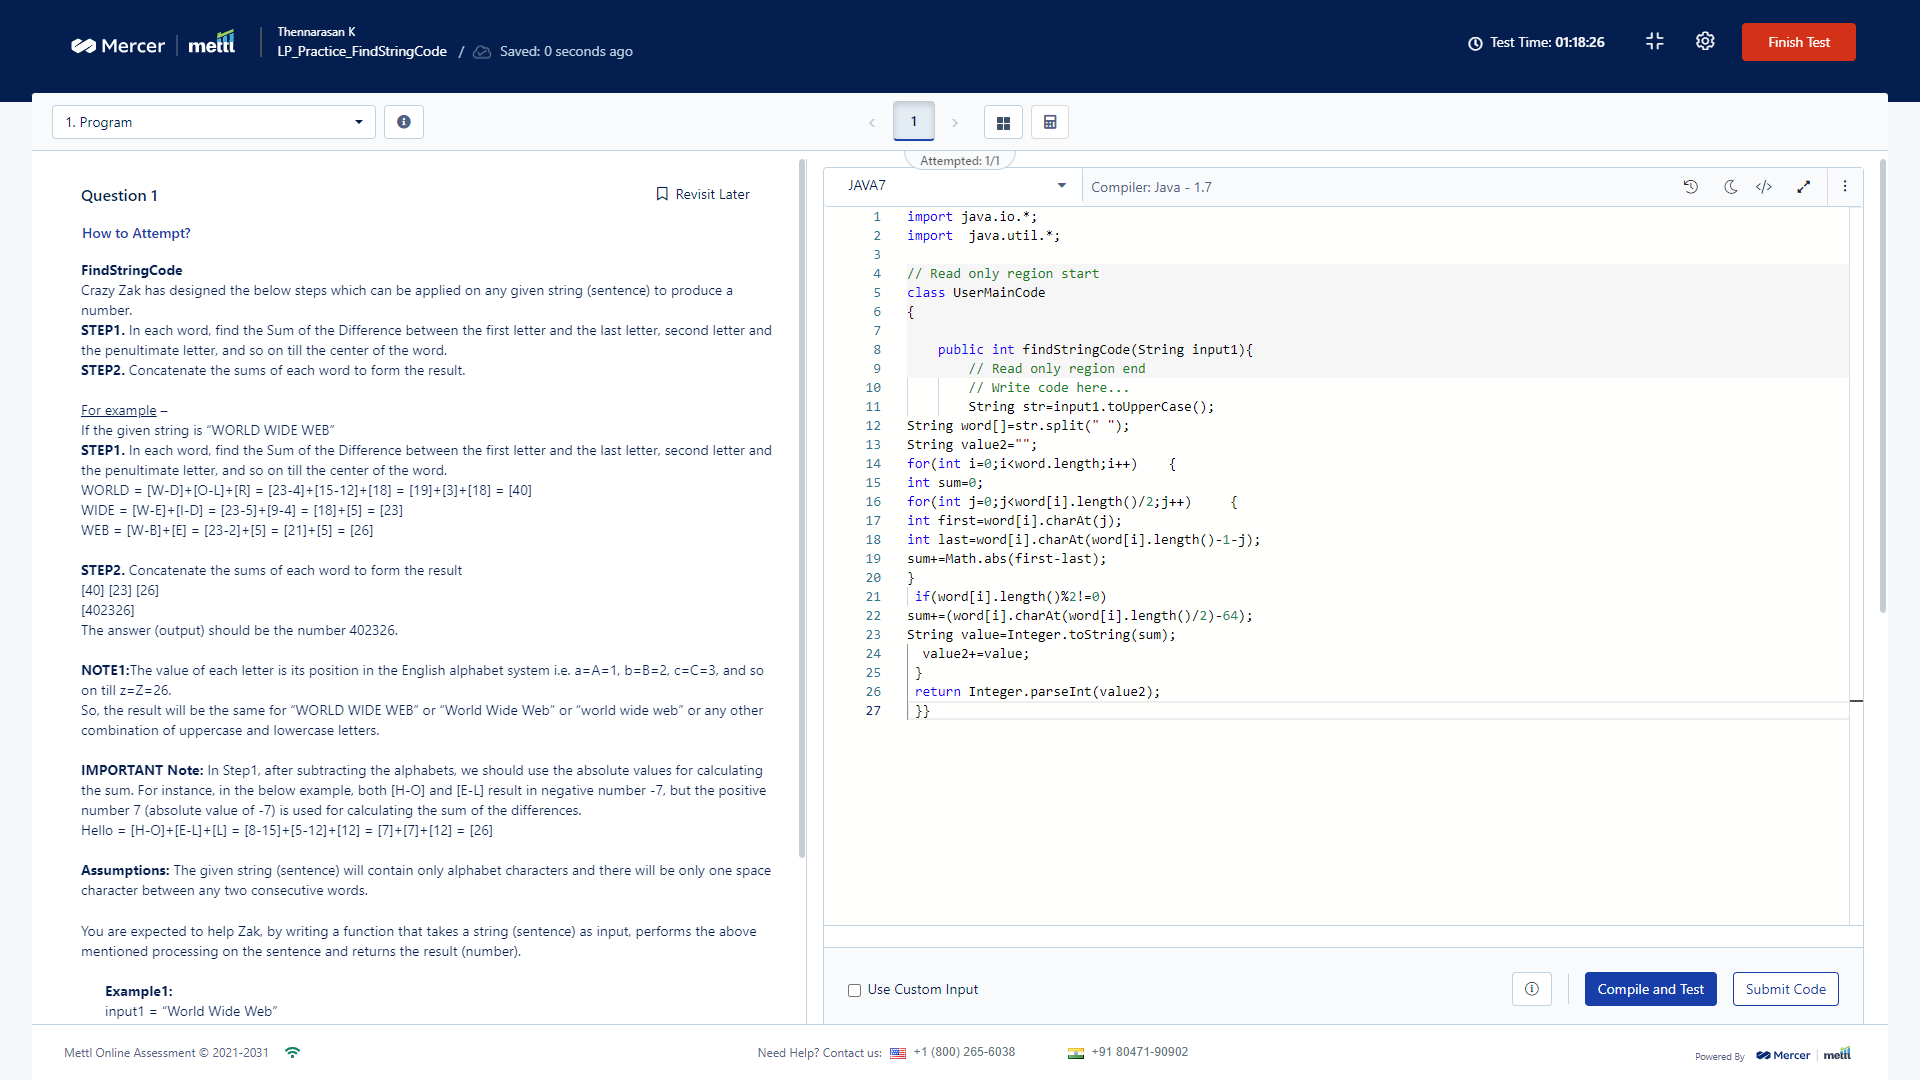 Mercer
mettl
Thennarasan K
LP_Practice_FindStringCode / Saved: 0 seconds ago
Test Time: 01:18:26
Finish Test
1. Program
1
Attempted: 1/1
Question 1
Revisit Later
How to Attempt?
FindStringCode
Crazy Zak has designed the below steps which can be applied on any given string (sentence) to produce a
number.
STEP1. In each word, find the Sum of the Difference between the first letter and the last letter, second letter and
the penultimate letter, and so on till the center of the word.
STEP2. Concatenate the sums of each word to form the result.
For example –
If the given string is “WORLD WIDE WEB”
STEP1. In each word, find the Sum of the Difference between the first letter and the last letter, second letter and
the penultimate letter, and so on till the center of the word.
WORLD = [W-D]+[O-L]+[R] = [23-4]+[15-12]+[18] = [19]+[3]+[18] = [40]
WIDE = [W-E]+[I-D] = [23-5]+[9-4] = [18]+[5] = [23]
WEB = [W-B]+[E] = [23-2]+[5] = [21]+[5] = [26]
STEP2. Concatenate the sums of each word to form the result
[40] [23] [26]
[402326]
The answer (output) should be the number 402326.
NOTE1:The value of each letter is its position in the English alphabet system i.e. a=A=1, b=B=2, c=C=3, and so
on till z=Z=26.
So, the result will be the same for “WORLD WIDE WEB” or “World Wide Web” or “world wide web” or any other
combination of uppercase and lowercase letters.
IMPORTANT Note: In Step1, after subtracting the alphabets, we should use the absolute values for calculating
the sum. For instance, in the below example, both [H-O] and [E-L] result in negative number -7, but the positive
number 7 (absolute value of -7) is used for calculating the sum of the differences.
Hello = [H-O]+[E-L]+[L] = [8-15]+[5-12]+[12] = [7]+[7]+[12] = [26]
Assumptions: The given string (sentence) will contain only alphabet characters and there will be only one space
character between any two consecutive words.
You are expected to help Zak, by writing a function that takes a string (sentence) as input, performs the above
mentioned processing on the sentence and returns the result (number).
Example1:
input1 = “World Wide Web”
JAVA7
Compiler: Java - 1.7
1 import java.io.*;
2 import  java.util.*;
3
4 // Read only region start
5 class UserMainCode
6 {
7
8 public int findStringCode(String input1){
9 // Read only region end
10 // Write code here...
11 String str=input1.toUpperCase();
12 String word[]=str.split(" ");
13 String value2="";
14 for(int i=0;i<word.length;i++)    {
15 int sum=0;
16 for(int j=0;j<word[i].length()/2;j++)     {
17 int first=word[i].charAt(j);
18 int last=word[i].charAt(word[i].length()-1-j);
19 sum+=Math.abs(first-last);
20 }
21 if(word[i].length()%2!=0)
22 sum+=(word[i].charAt(word[i].length()/2)-64);
23 String value=Integer.toString(sum);
24 value2+=value;
25 }
26 return Integer.parseInt(value2);
27 }}
Use Custom Input
Compile and Test
Submit Code
Mettl Online Assessment © 2021-2031
Need Help? Contact us: +1 (800) 265-6038
+91 80471-90902
Powered By Mercer mettl